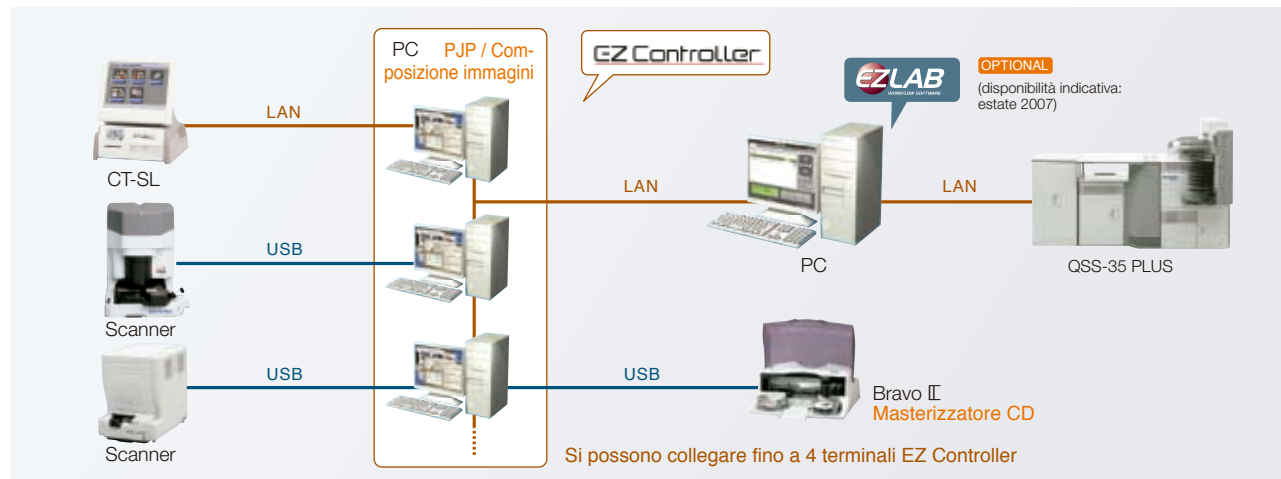 PC PJP / Com-
posizione immagini
EZ Controller
EZLAB
WORKFLOW SOFTWARE
OPTIONAL
(disponibilità indicativa:
estate 2007)
LAN
CT-SL
LAN
LAN
USB
PC
QSS-35 PLUS
Scanner
USB
USB
Bravo II
Masterizzatore CD
Scanner
Si possono collegare fino a 4 terminali EZ Controller